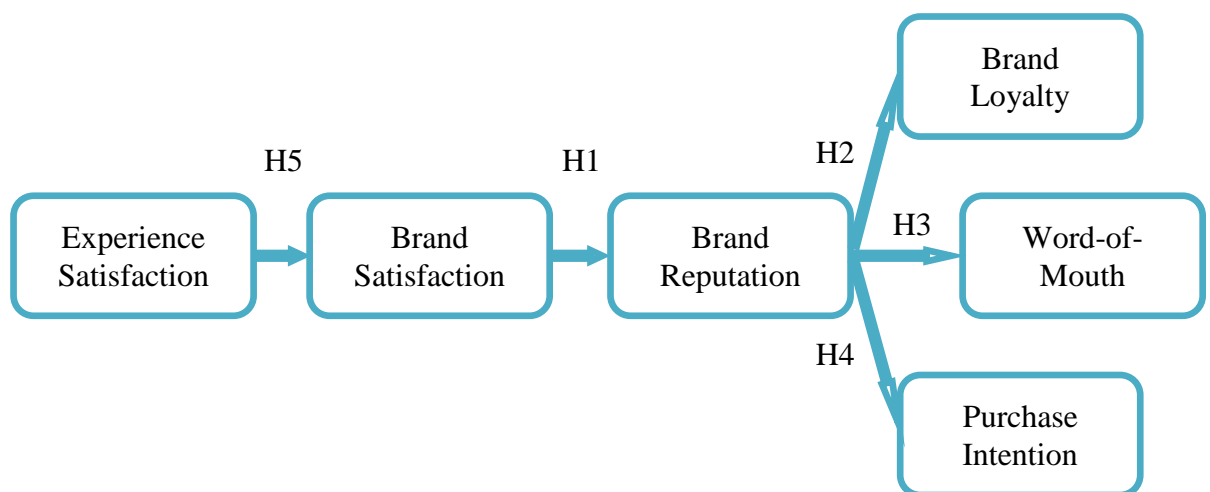 Brand
Loyalty
H5
H1
H2
Experience
Satisfaction
Brand
Satisfaction
Brand
Reputation
H3
Word-of-
Mouth
H4
Purchase
Intention